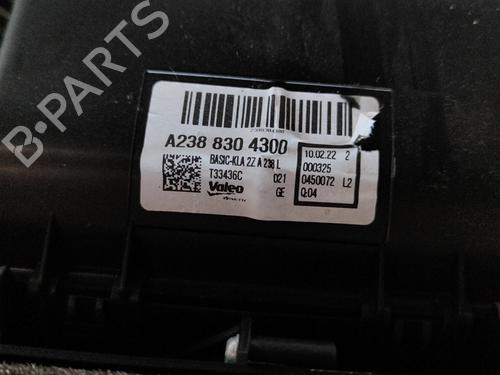 B-PARTS
2388304300
A238 830 4300
BASIC-KLA 2Z A 238 L
T33436C 021
Valeo GE
10.02.22 2
000325
0450072 L2
Q:04